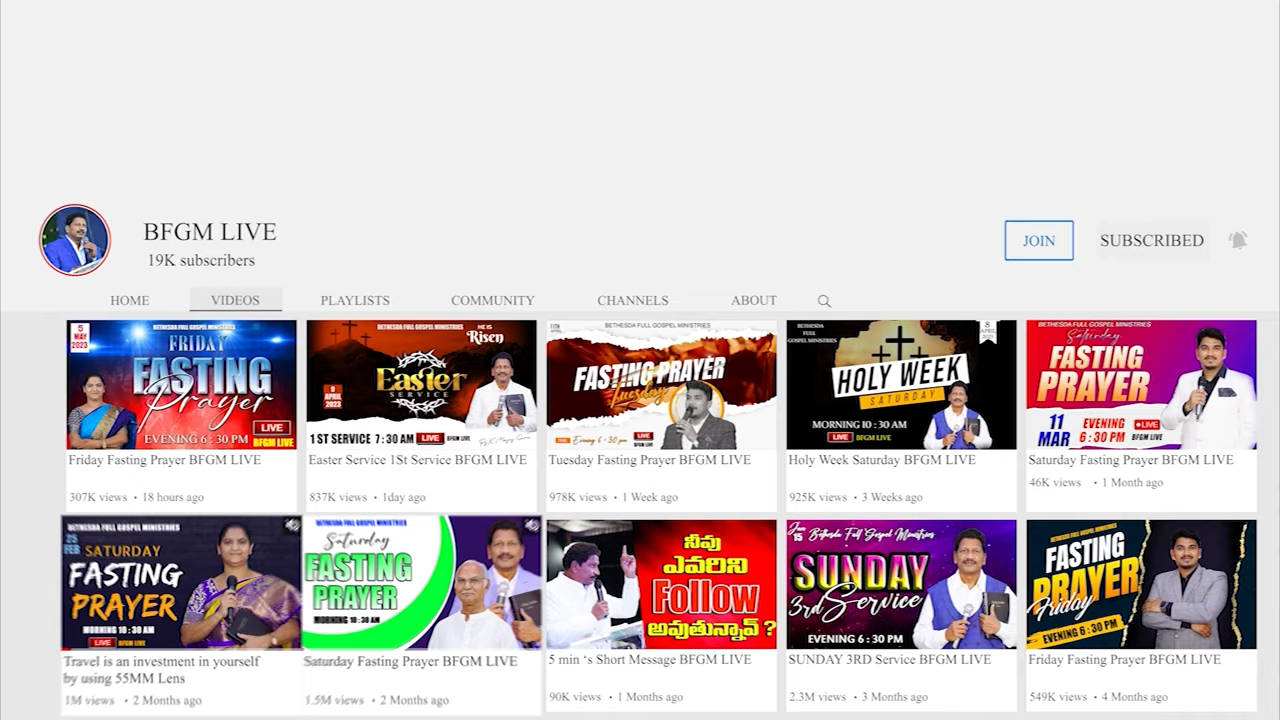 BFGM LIVE
19K subscribers
JOIN
SUBSCRIBED
HOME
VIDEOS
PLAYLISTS
COMMUNITY
CHANNELS
ABOUT
5
MAY
2023
BETHESDA FULL GOSPEL MINISTRIES
FRIDAY
FASTING
Prayer
EVENING 6 : 30 PM
LIVE
BFGM LIVE
Friday Fasting Prayer BFGM LIVE
307K views • 18 hours ago
BETHESDA FULL GOSPEL MINISTRIES
HE IS
Risen
Easter
SERVICE
9
APRIL
2023
1ST SERVICE 7 : 30 AM
LIVE
BFGM LIVE
Easter Service 1St Service BFGM LIVE
837K views • 1day ago
BETHESDA FULL GOSPEL MINISTRIES
FASTING PRAYER
Tuesday
Evening 6 : 30 pm
LIVE
BFGM LIVE
Tuesday Fasting Prayer BFGM LIVE
978K views • 1 Week ago
BETHESDA
FULL
GOSPEL MINISTRIES
8
APRIL
HOLY WEEK
SATURDAY
MORNING 10 : 30 AM
LIVE
BFGM LIVE
Holy Week Saturday BFGM LIVE
925K views • 3 Weeks ago
BETHESDA FULL GOSPEL MINISTRIES
Saturday
FASTING
PRAYER
11
MAR
EVENING
6 : 30 PM
LIVE
BFGM LIVE
Saturday Fasting Prayer BFGM LIVE
46K views • 1 Month ago
BETHESDA FULL GOSPEL MINISTRIES
25
FEB
SATURDAY
FASTING
PRAYER
MORNING 10 : 30 AM
LIVE
BFGM LIVE
Travel is an investment in yourself
by using 55MM Lens
1M views • 2 Months ago
BETHESDA FULL GOSPEL MINISTRIES
Saturday
FASTING
PRAYER
MORNING 10 : 30 AM
Saturday Fasting Prayer BFGM LIVE
1.5M views • 2 Months ago
నీవు
ఎవరిని
Follow
అవుతున్నావ్ ?
5 min ‘s Short Message BFGM LIVE
90K views • 1 Months ago
Jan
15
Bethesda Full Gospel Ministries
SUNDAY
3rd Service
EVENING 6 : 30 PM
SUNDAY 3RD Service BFGM LIVE
2.3M views • 3 Months ago
BETHESDA FULL GOSPEL MINISTRIES
FASTING
PRAYER
Friday
EVENING 6 : 30 PM
Friday Fasting Prayer BFGM LIVE
549K views • 4 Months ago